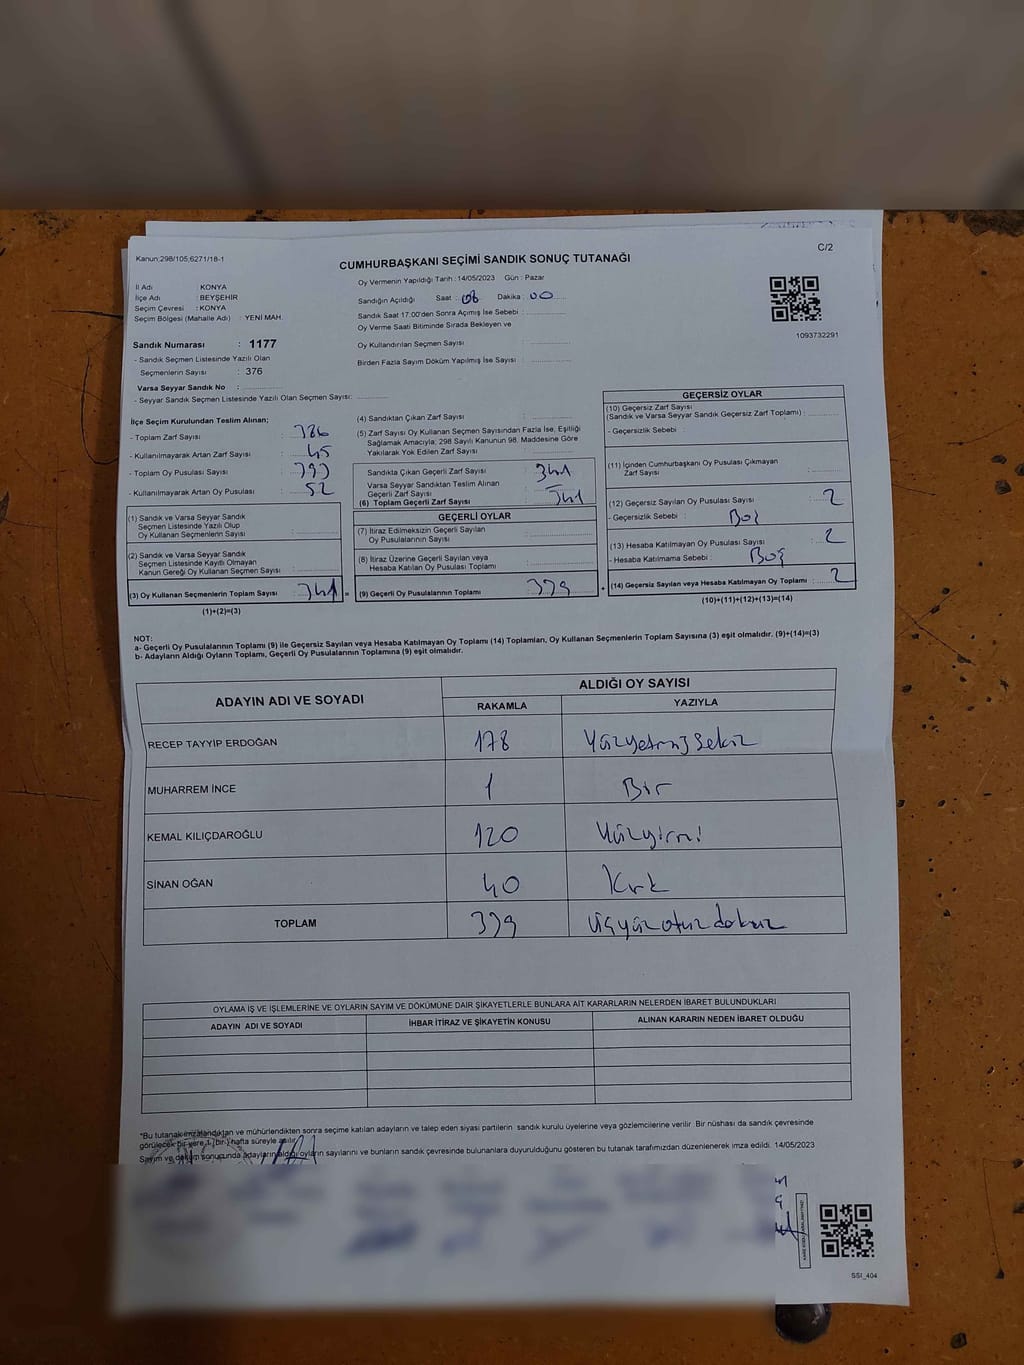 Kanun;298/105,6271/18-1
C/2
CUMHURBAŞKANI SEÇİMİ SANDIK SONUÇ TUTANAĞI
İl Adı : KONYA
İlçe Adı : BEYŞEHİR
Seçim Çevresi : KONYA
Seçim Bölgesi (Mahalle Adı) : YENİ MAH.
Oy Vermenin Yapıldığı Tarih : 14/05/2023 Gün : Pazar
Sandığın Açıldığı Saat : 08 Dakika : 00
Sandık Saat 17.00'den Sonra Açımış İse Sebebi :
Oy Verme Saati Bitiminde Sırada Bekleyen ve
Oy Kullandırılan Seçmen Sayısı :
Birden Fazla Sayım Döküm Yapılmış İse Sayısı :
1093732291
Sandık Numarası : 1177
- Sandık Seçmen Listesinde Yazılı Olan
Seçmenlerin Sayısı : 376
Varsa Seyyar Sandık No :
- Seyyar Sandık Seçmen Listesinde Yazılı Olan Seçmen Sayısı:
İlçe Seçim Kurulundan Teslim Alınan;
- Toplam Zarf Sayısı :
- Kullanılmayarak Artan Zarf Sayısı : 45
- Toplam Oy Pusulası Sayısı :
- Kullanılmayarak Artan Oy Pusulası : 52
(1) Sandık ve Varsa Seyyar Sandık
Seçmen Listesinde Yazılı Olup
Oy Kullanan Seçmenlerin Sayısı :
(2) Sandık ve Varsa Seyyar Sandık
Seçmen Listesinde Kayıtlı Olmayan
Kanun Gereği Oy Kullanan Seçmen Sayısı :
(3) Oy Kullanan Seçmenlerin Toplam Sayısı : 341 =
(1)+(2)=(3)
(4) Sandıktan Çıkan Zarf Sayısı :
(5) Zarf Sayısı Oy Kullanan Seçmen Sayısından Fazla İse, Eşitliği
Sağlamak Amacıyla; 298 Sayılı Kanunun 98. Maddesine Göre
Yakılarak Yok Edilen Zarf Sayısı :
Sandıkta Çıkan Geçerli Zarf Sayısı : 341
Varsa Seyyar Sandıktan Teslim Alınan
Geçerli Zarf Sayısı : -
(6) Toplam Geçerli Zarf Sayısı : 341
GEÇERLİ OYLAR
(7) İtiraz Edilmeksizin Geçerli Sayılan
Oy Pusulalarının Sayısı :
(8) İtiraz Üzerine Geçerli Sayılan veya
Hesaba Katılan Oy Pusulası Toplamı :
(9) Geçerli Oy Pusulalarının Toplamı : 339 +
GEÇERSİZ OYLAR
(10) Geçersiz Zarf Sayısı
(Sandık ve Varsa Seyyar Sandık Geçersiz Zarf Toplamı) :
- Geçersizlik Sebebi :
(11) İçinden Cumhurbaşkanı Oy Pusulası Çıkmayan
Zarf Sayısı :
(12) Geçersiz Sayılan Oy Pusulası Sayısı : 2
- Geçersizlik Sebebi : Boş
(13) Hesaba Katılmayan Oy Pusulası Sayısı : 2
- Hesaba Katılmama Sebebi : Boş
(14) Geçersiz Sayılan veya Hesaba Katılmayan Oy Toplamı : 2
(10)+(11)+(12)+(13)=(14)
NOT:
a- Geçerli Oy Pusulalarının Toplamı (9) ile Geçersiz Sayılan veya Hesaba Katılmayan Oy Toplamı (14) Toplamları, Oy Kullanan Seçmenlerin Toplam Sayısına (3) eşit olmalıdır. (9)+(14)=(3)
b- Adayların Aldığı Oyların Toplamı, Geçerli Oy Pusulalarının Toplamına (9) eşit olmalıdır.
ADAYIN ADI VE SOYADI
ALDIĞI OY SAYISI
RAKAMLA YAZIYLA
RECEP TAYYİP ERDOĞAN 178 Yüzyetmişsekiz
MUHARREM İNCE 1 Bir
KEMAL KILIÇDAROĞLU 120 Yüzyirmi
SİNAN OĞAN 40 Kırk
TOPLAM 339 Üçyüzotuzdokuz
OYLAMA İŞ VE İŞLEMLERİNE VE OYLARIN SAYIM VE DÖKÜMÜNE DAİR ŞİKAYETLERLE BUNLARA AİT KARARLARIN NELERDEN İBARET BULUNDUKLARI
ADAYIN ADI VE SOYADI İHBAR İTİRAZ VE ŞİKAYETİN KONUSU ALINAN KARARIN NEDEN İBARET OLDUĞU
*Bu tutanak imzalandıktan ve mühürlendikten sonra seçime katılan adayların ve talep eden siyasi partilerin sandık kurulu üyelerine veya gözlemcilerine verilir. Bir nüshası da sandık çevresinde
görülecek bir yere 1 (bir) hafta süreyle asılır.
Sayım ve döküm sonucunda adayların aldığı oyların sayılarını ve bunların sandık çevresinde bulunanlara duyurulduğunu gösteren bu tutanak tarafımızdan düzenlenerek imza edildi. 14/05/2023
SSI_404